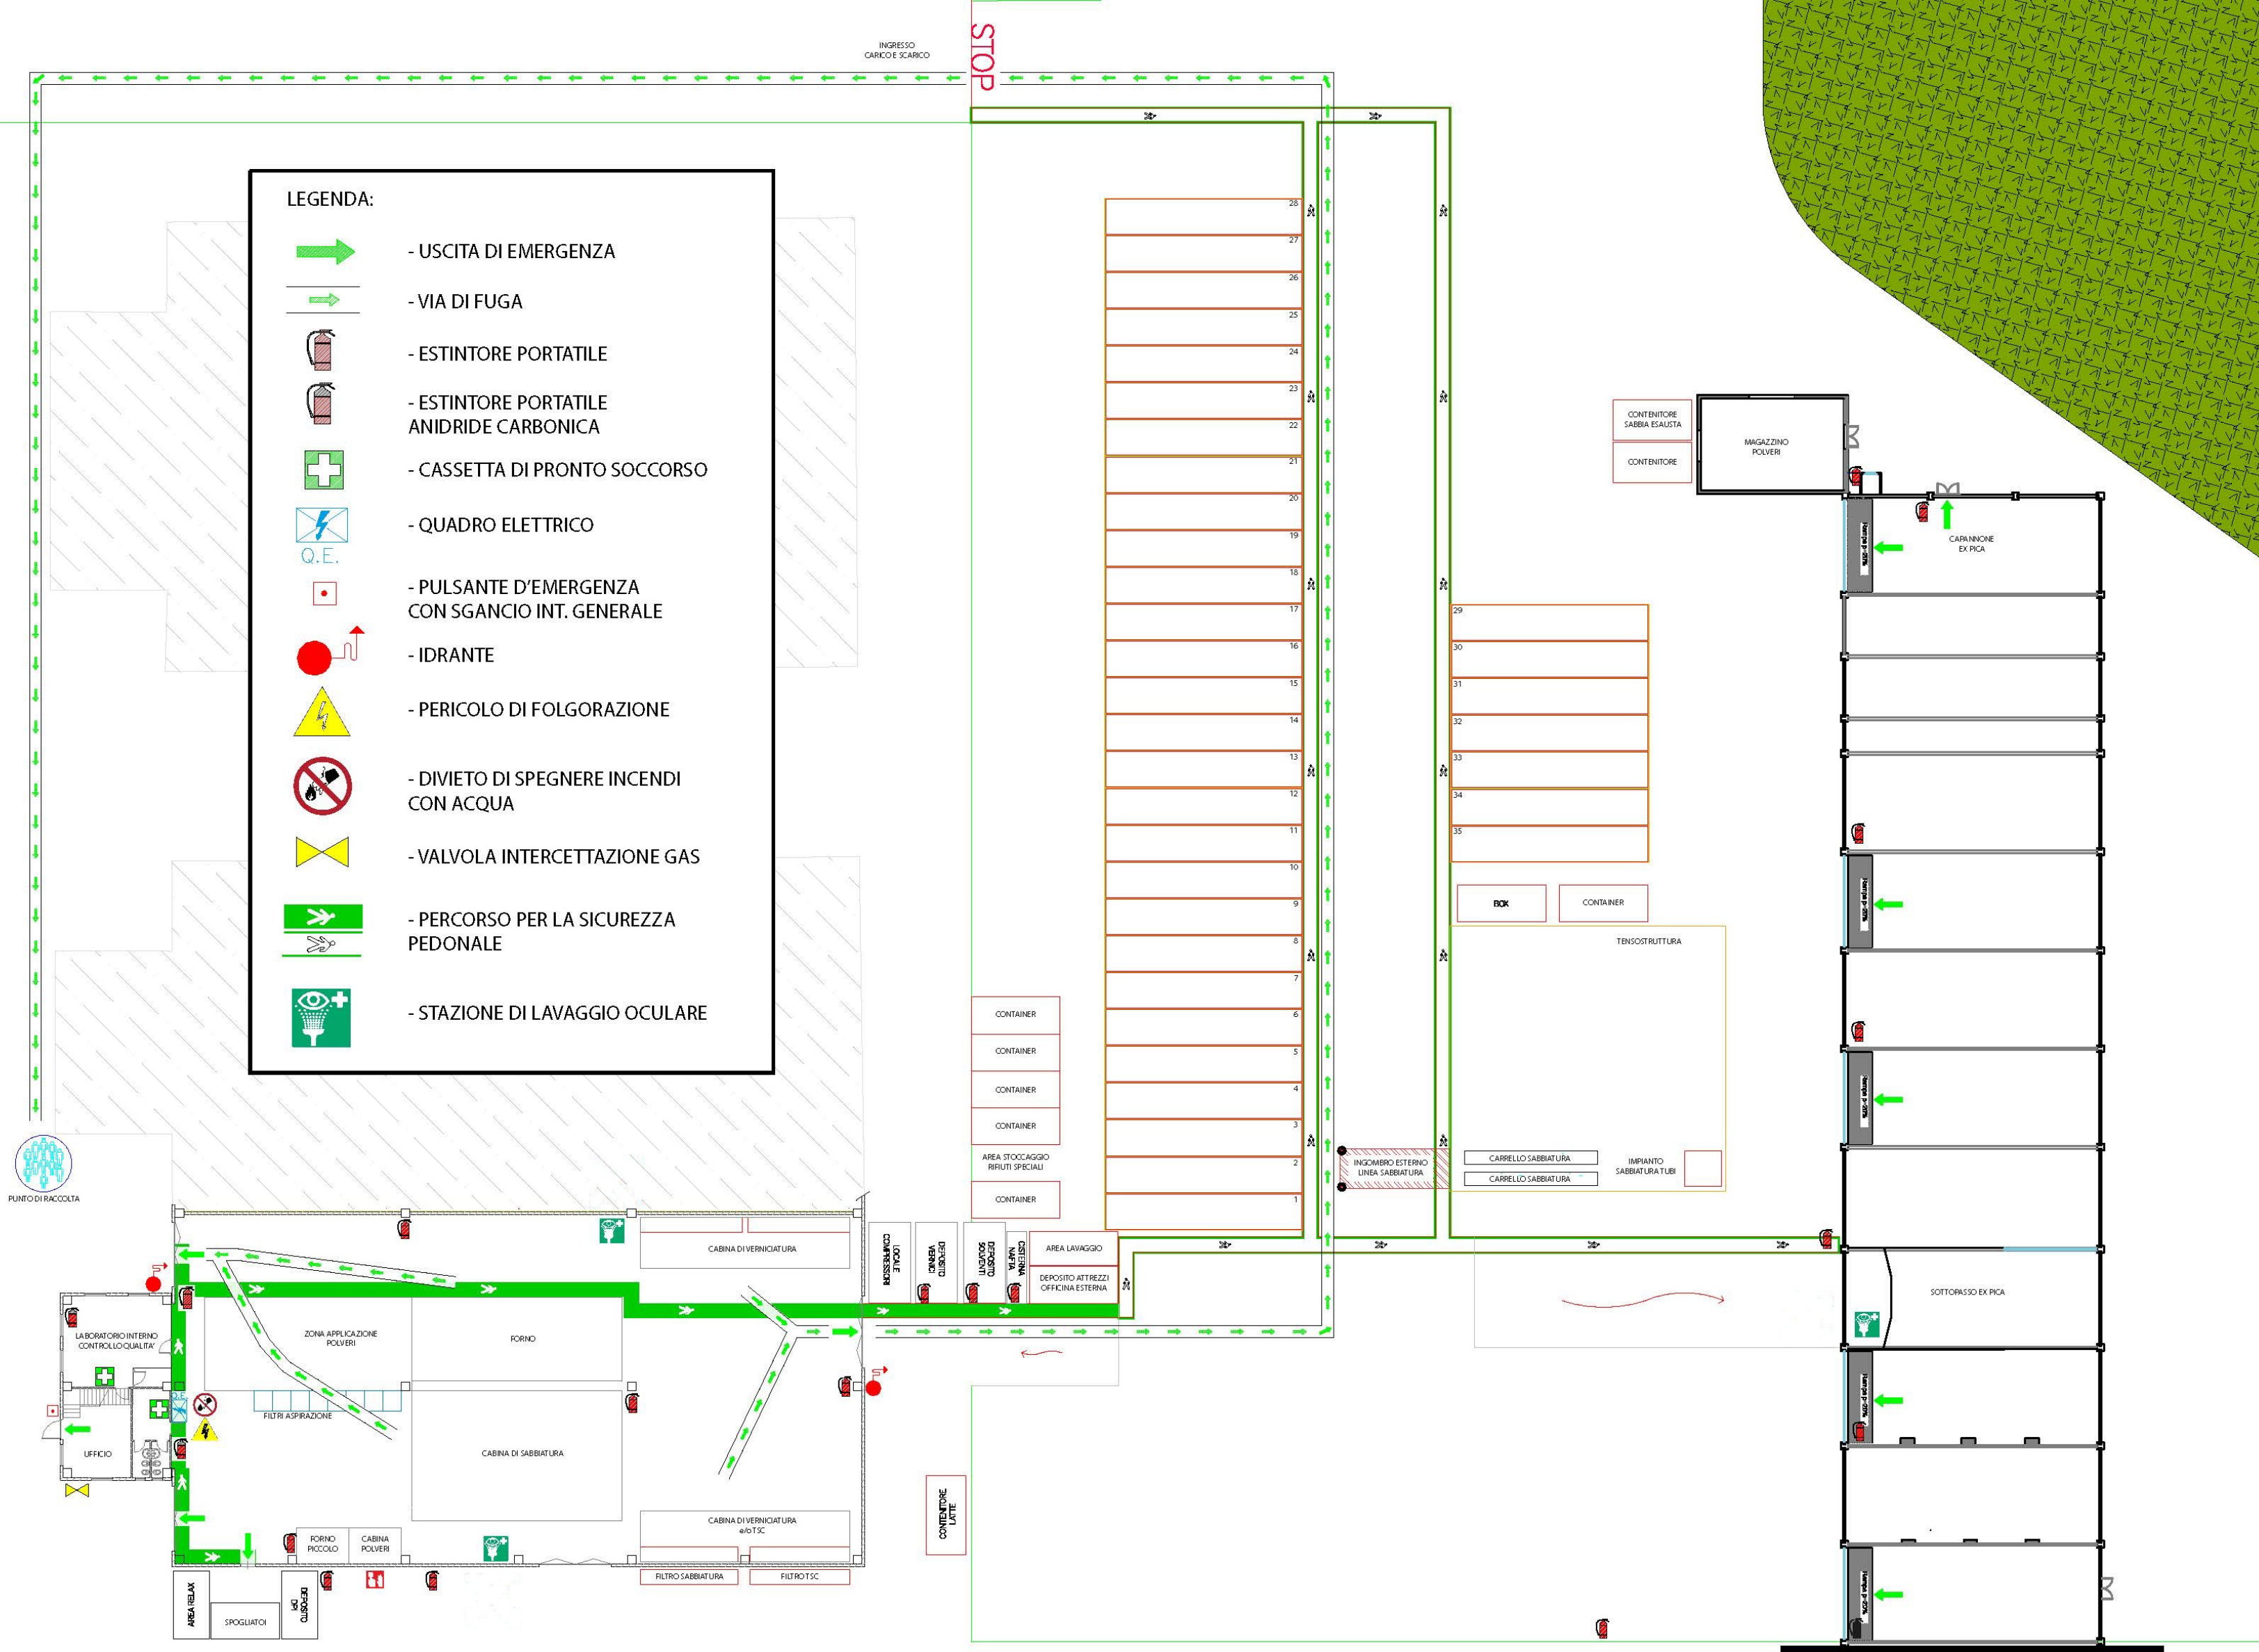 INGRESSO
CARICO E SCARICO
STOP
LEGENDA:
- USCITA DI EMERGENZA
- VIA DI FUGA
- ESTINTORE PORTATILE
- ESTINTORE PORTATILE
ANIDRIDE CARBONICA
- CASSETTA DI PRONTO SOCCORSO
- QUADRO ELETTRICO
Q.E.
- PULSANTE D'EMERGENZA
CON SGANCIO INT. GENERALE
- IDRANTE
- PERICOLO DI FOLGORAZIONE
- DIVIETO DI SPEGNERE INCENDI
CON ACQUA
- VALVOLA INTERCETTAZIONE GAS
- PERCORSO PER LA SICUREZZA
PEDONALE
- STAZIONE DI LAVAGGIO OCULARE
28
27
26
25
24
23
22
21
20
19
18
17
16
15
14
13
12
11
10
9
8
7
6
5
4
3
2
1
29
30
31
32
33
34
35
BOX
CONTAINER
TENSOSTRUTTURA
CONTENITORE
SABBIA ESAUSTA
CONTENITORE
MAGAZZINO
POLVERI
CAPANNONE
EX PICA
CONTAINER
CONTAINER
CONTAINER
CONTAINER
AREA STOCCAGGIO
RIFIUTI SPECIALI
CONTAINER
INGOMBRO ESTERNO
LINEA SABBIATURA
CARRELLO SABBIATURA
CARRELLO SABBIATURA
IMPIANTO
SABBIATURA TUBI
PUNTO DI RACCOLTA
CABINA DI VERNICIATURA
LOCALE
COMPRESSORI
DEPOSITO
VERNICI
DEPOSITO
SOLVENTI
CISTERNA
NAFTA
AREA LAVAGGIO
DEPOSITO ATTREZZI
OFFICINA ESTERNA
SOTTOPASSO EX PICA
LABORATORIO INTERNO
CONTROLLO QUALITA'
ZONA APPLICAZIONE
POLVERI
FORNO
Q.E.
FILTRI ASPIRAZIONE
UFFICIO
CABINA DI SABBIATURA
CABINA DI VERNICIATURA
e/o TSC
CONTENITORE
LATTE
FORNO
PICCOLO
CABINA
POLVERI
FILTRO SABBIATURA
FILTRO TSC
AREA RELAX
SPOGLIATOI
DEPOSITO
DPI